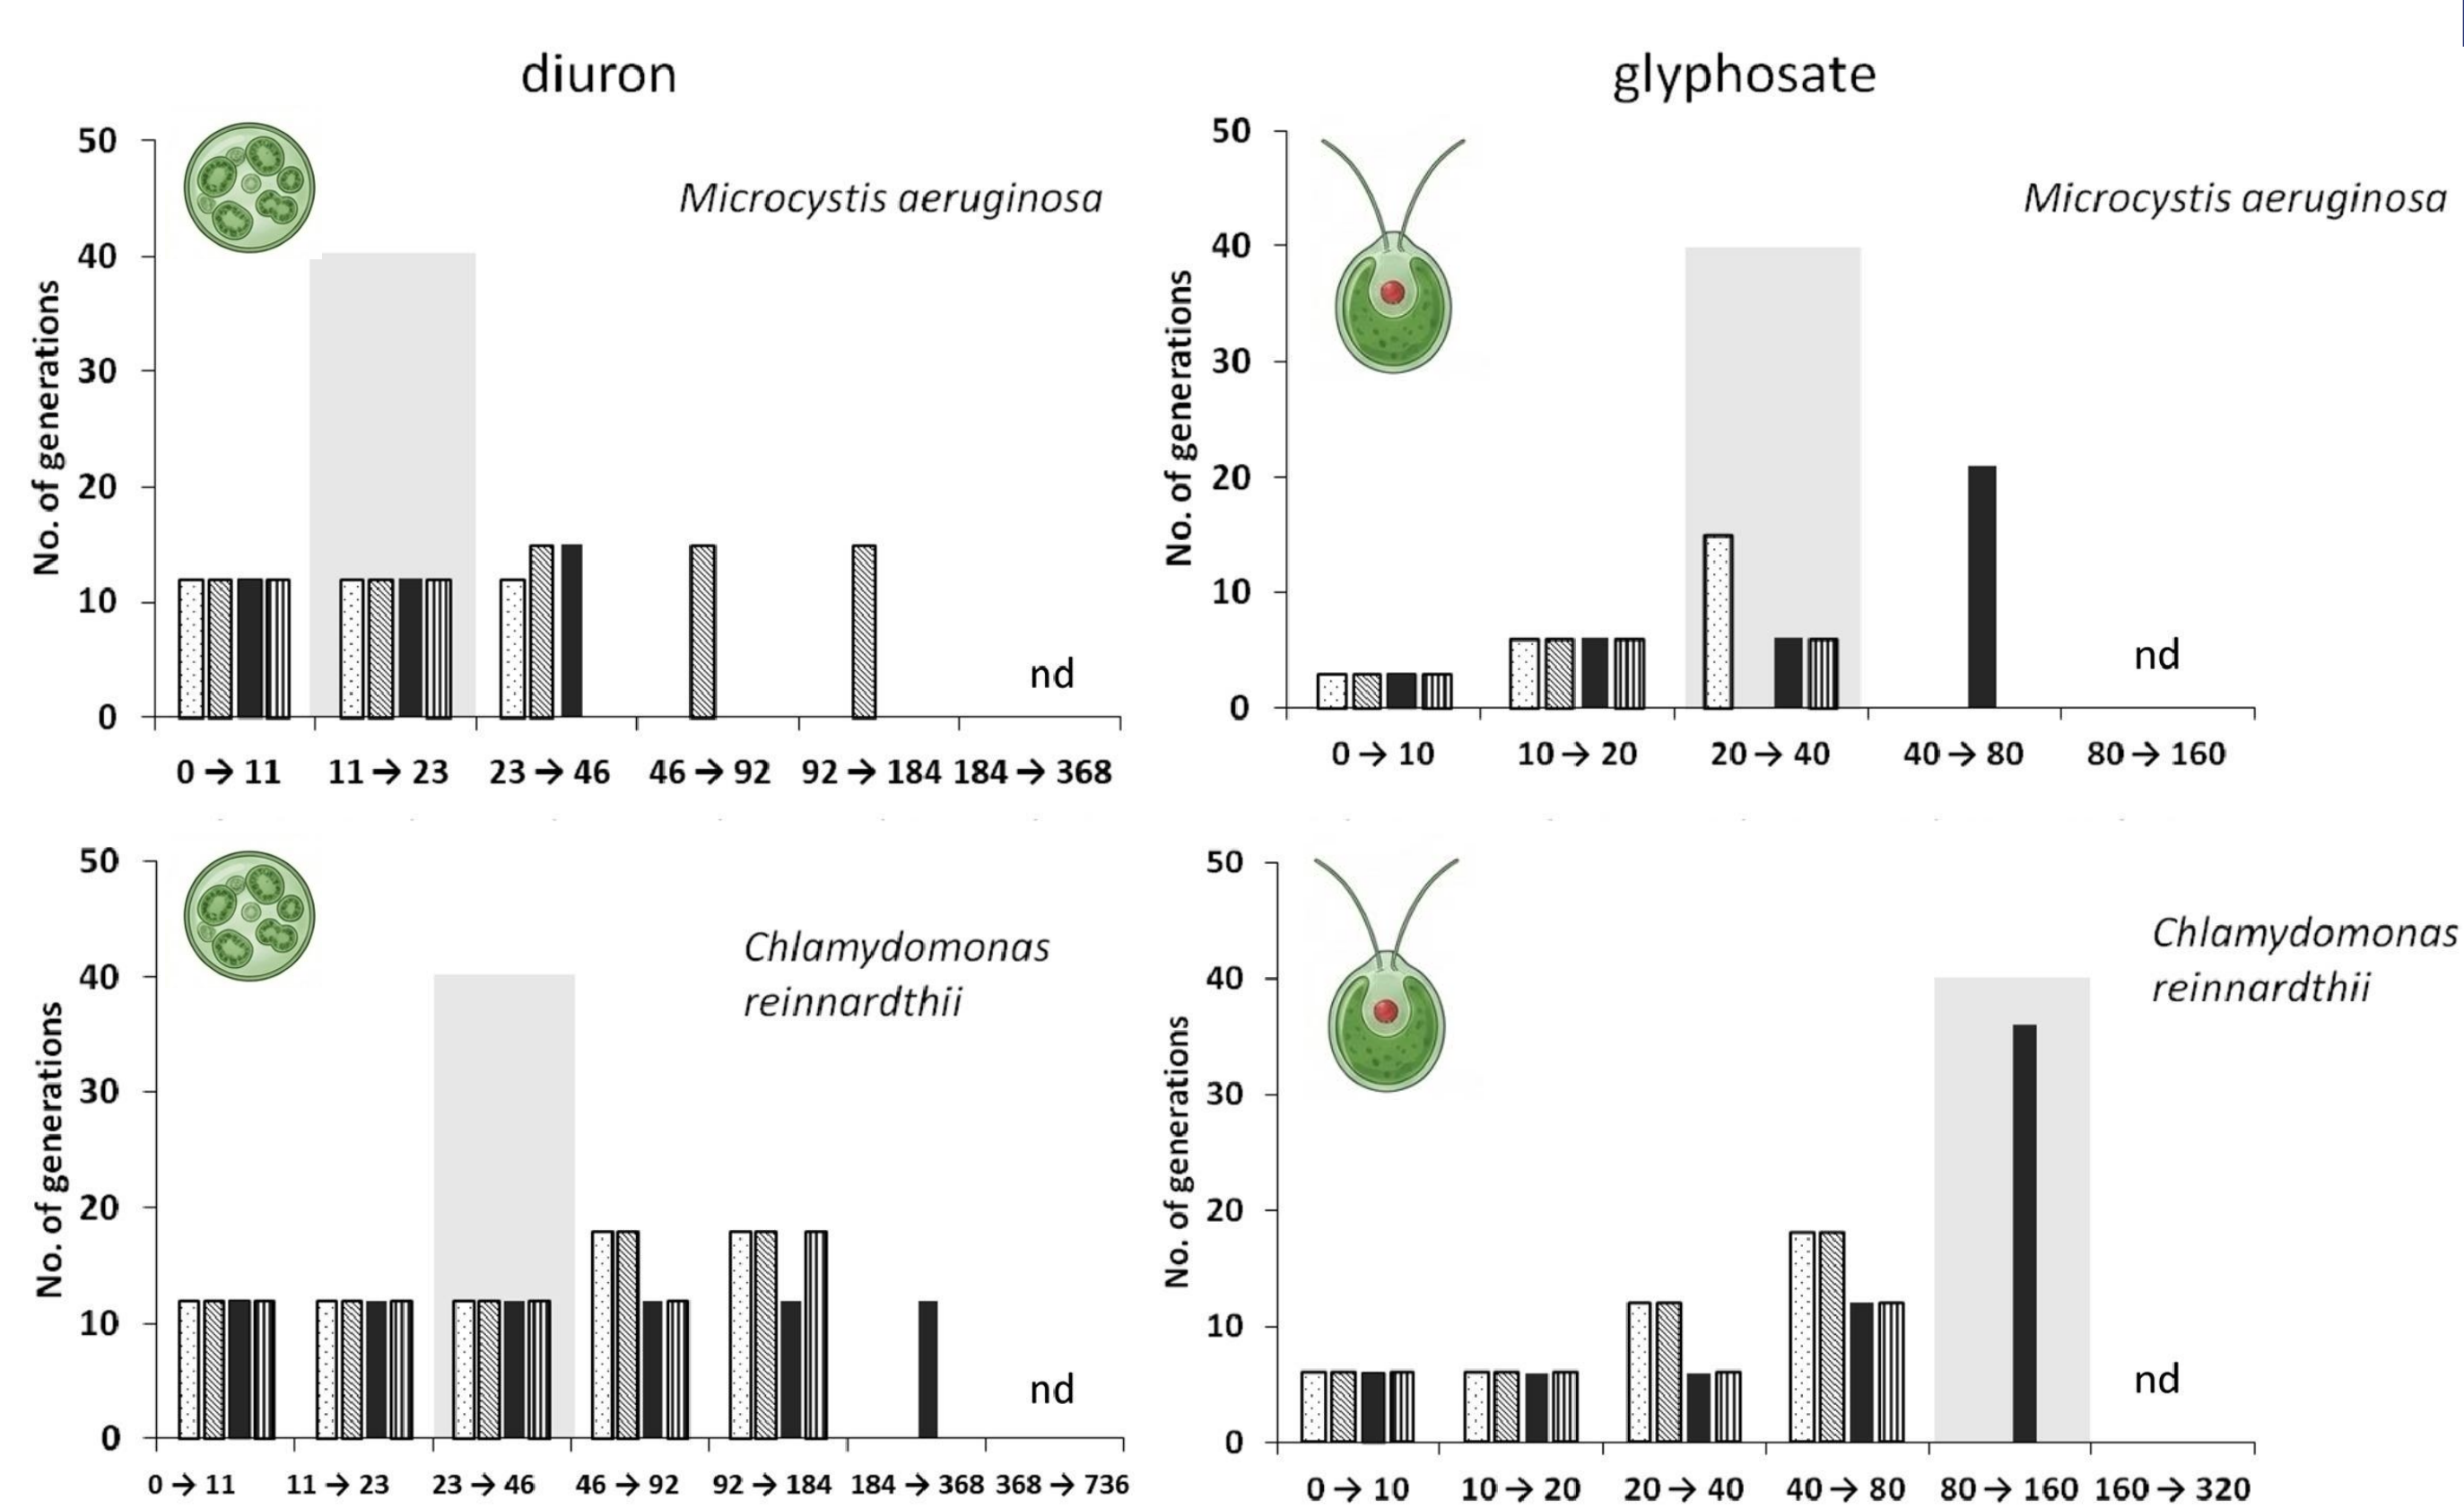 diuron
glyphosate
50
40
30
20
10
0
No. of generations
Microcystis aeruginosa
nd
0 → 11 11 → 23 23 → 46 46 → 92 92 → 184 184 → 368
50
40
30
20
10
0
No. of generations
Microcystis aeruginosa
nd
0 → 10 10 → 20 20 → 40 40 → 80 80 → 160
50
40
30
20
10
0
No. of generations
Chlamydomonas
reinnardthii
nd
0 → 11 11 → 23 23 → 46 46 → 92 92 → 184 184 → 368 368 → 736
50
40
30
20
10
0
No. of generations
Chlamydomonas
reinnardthii
nd
0 → 10 10 → 20 20 → 40 40 → 80 80 → 160 160 → 320